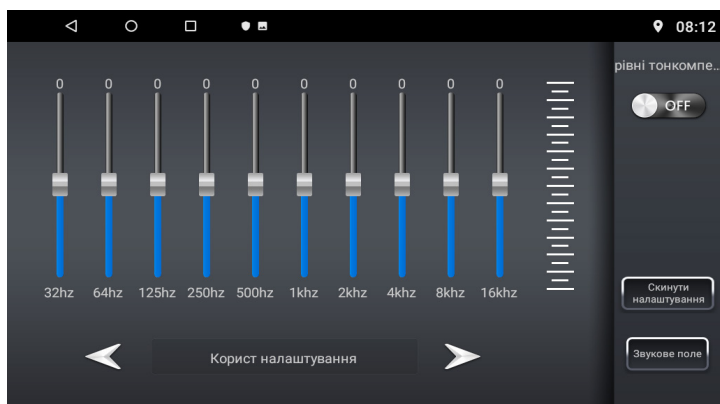 08:12
рівні тонкомпе..
0 0 0 0 0 0 0 0 0 0
OFF
32hz 64hz 125hz 250hz 500hz 1khz 2khz 4khz 8khz 16khz
Скинути
налаштування
Корист налаштування
Звукове поле